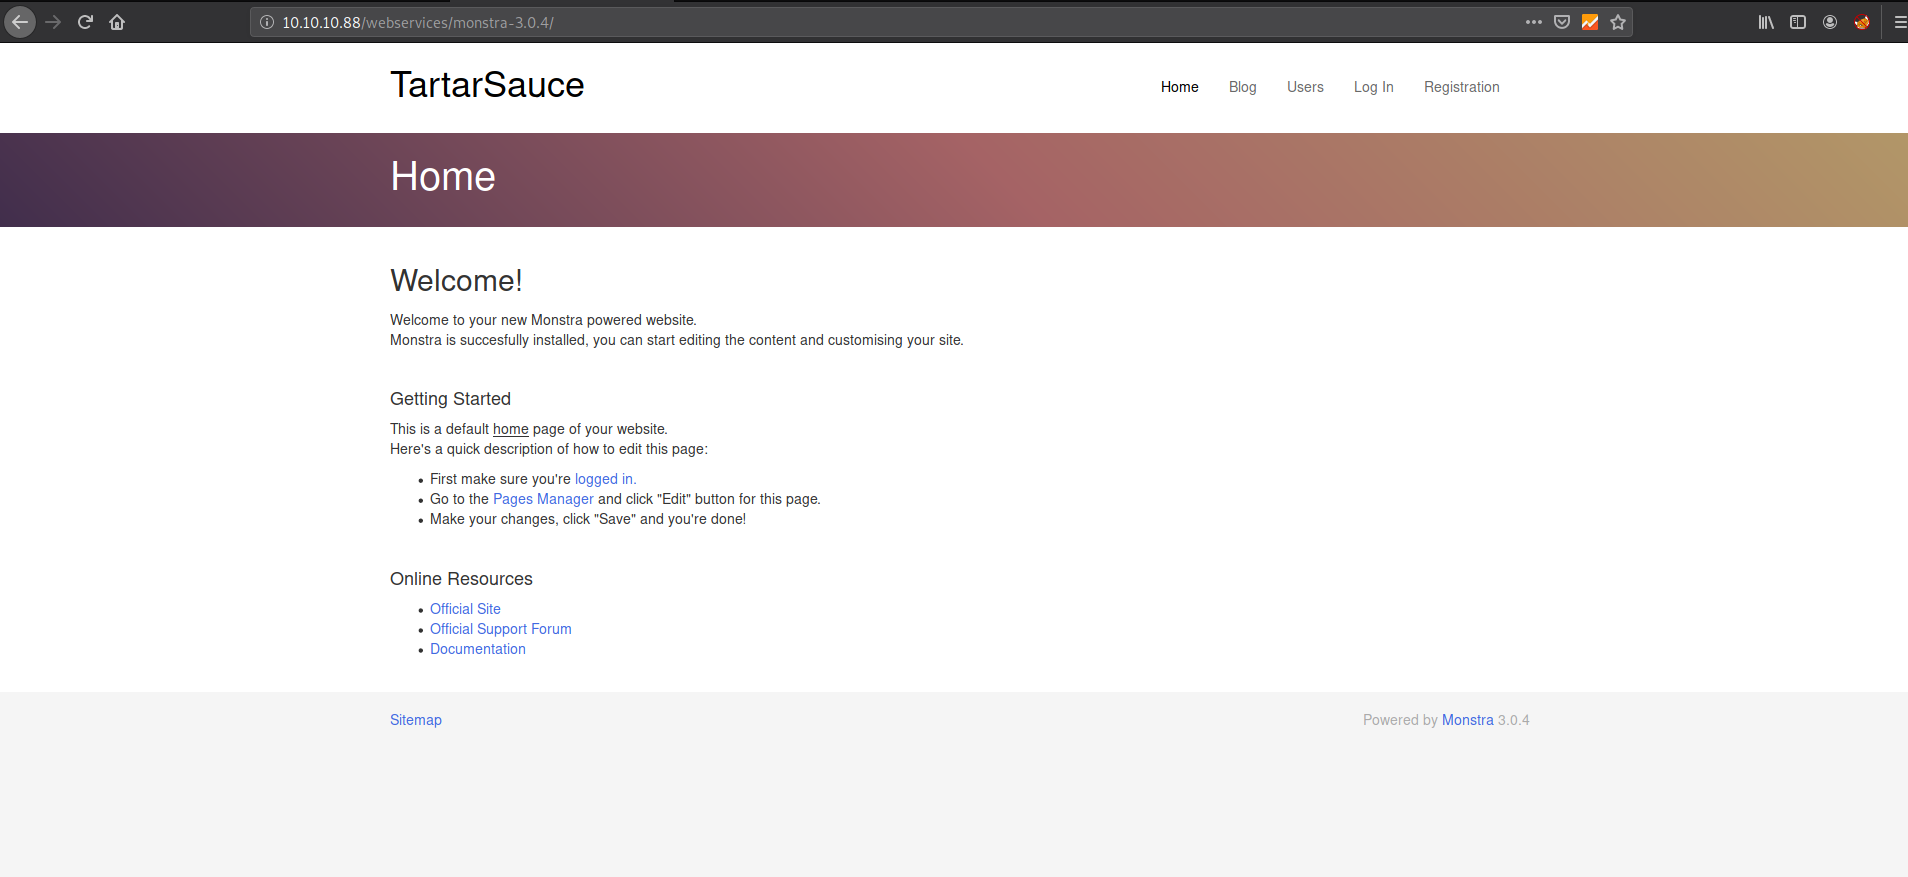 10.10.10.88/webservices/monstra-3.0.4/
TartarSauce
Home Blog Users Log In Registration
Home
Welcome!
Welcome to your new Monstra powered website.
Monstra is succesfully installed, you can start editing the content and customising your site.
Getting Started
This is a default home page of your website.
Here's a quick description of how to edit this page:
First make sure you're logged in.
Go to the Pages Manager and click "Edit" button for this page.
Make your changes, click "Save" and you're done!
Online Resources
Official Site
Official Support Forum
Documentation
Sitemap Powered by Monstra 3.0.4